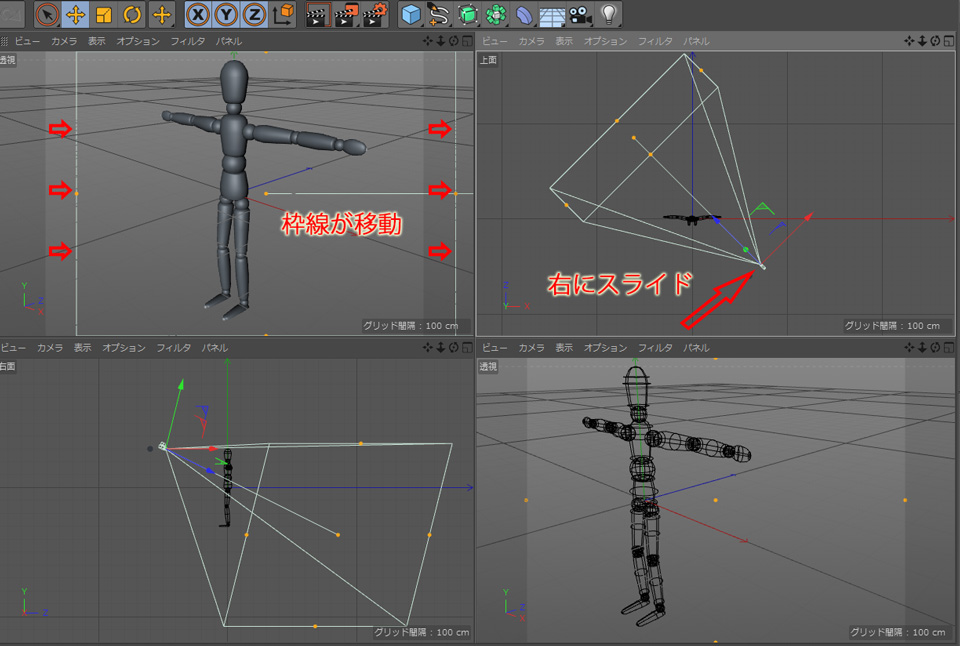 X Y Z
ビュー カメラ 表示 オプション フィルタ パネル
透視
枠線が移動
Y
Z
X
グリッド間隔 : 100 cm
ビュー カメラ 表示 オプション フィルタ パネル
上面
右にスライド
Z
Y X
グリッド間隔 : 100 cm
ビュー カメラ 表示 オプション フィルタ パネル
右面
Y
Z
グリッド間隔 : 100 cm
ビュー カメラ 表示 オプション フィルタ パネル
透視
Y
Z
X
グリッド間隔 : 100 cm